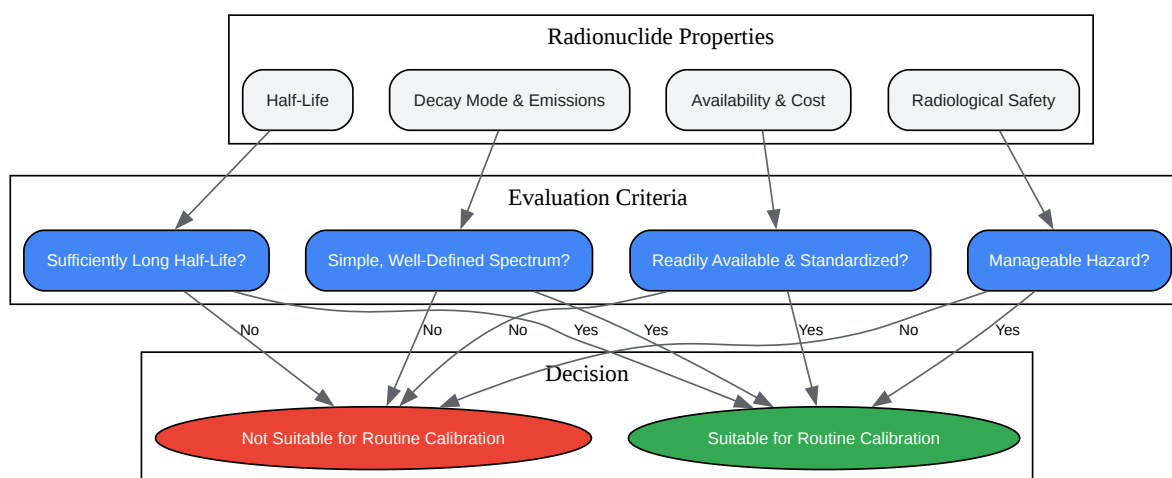 Radionuclide Properties
Half-Life
Decay Mode & Emissions
Availability & Cost
Radiological Safety
Evaluation Criteria
Sufficiently Long Half-Life?
Simple, Well-Defined Spectrum?
Readily Available & Standardized?
Manageable Hazard?
No
Yes
No
Yes
No
Yes
No
Yes
Decision
Not Suitable for Routine Calibration
Suitable for Routine Calibration